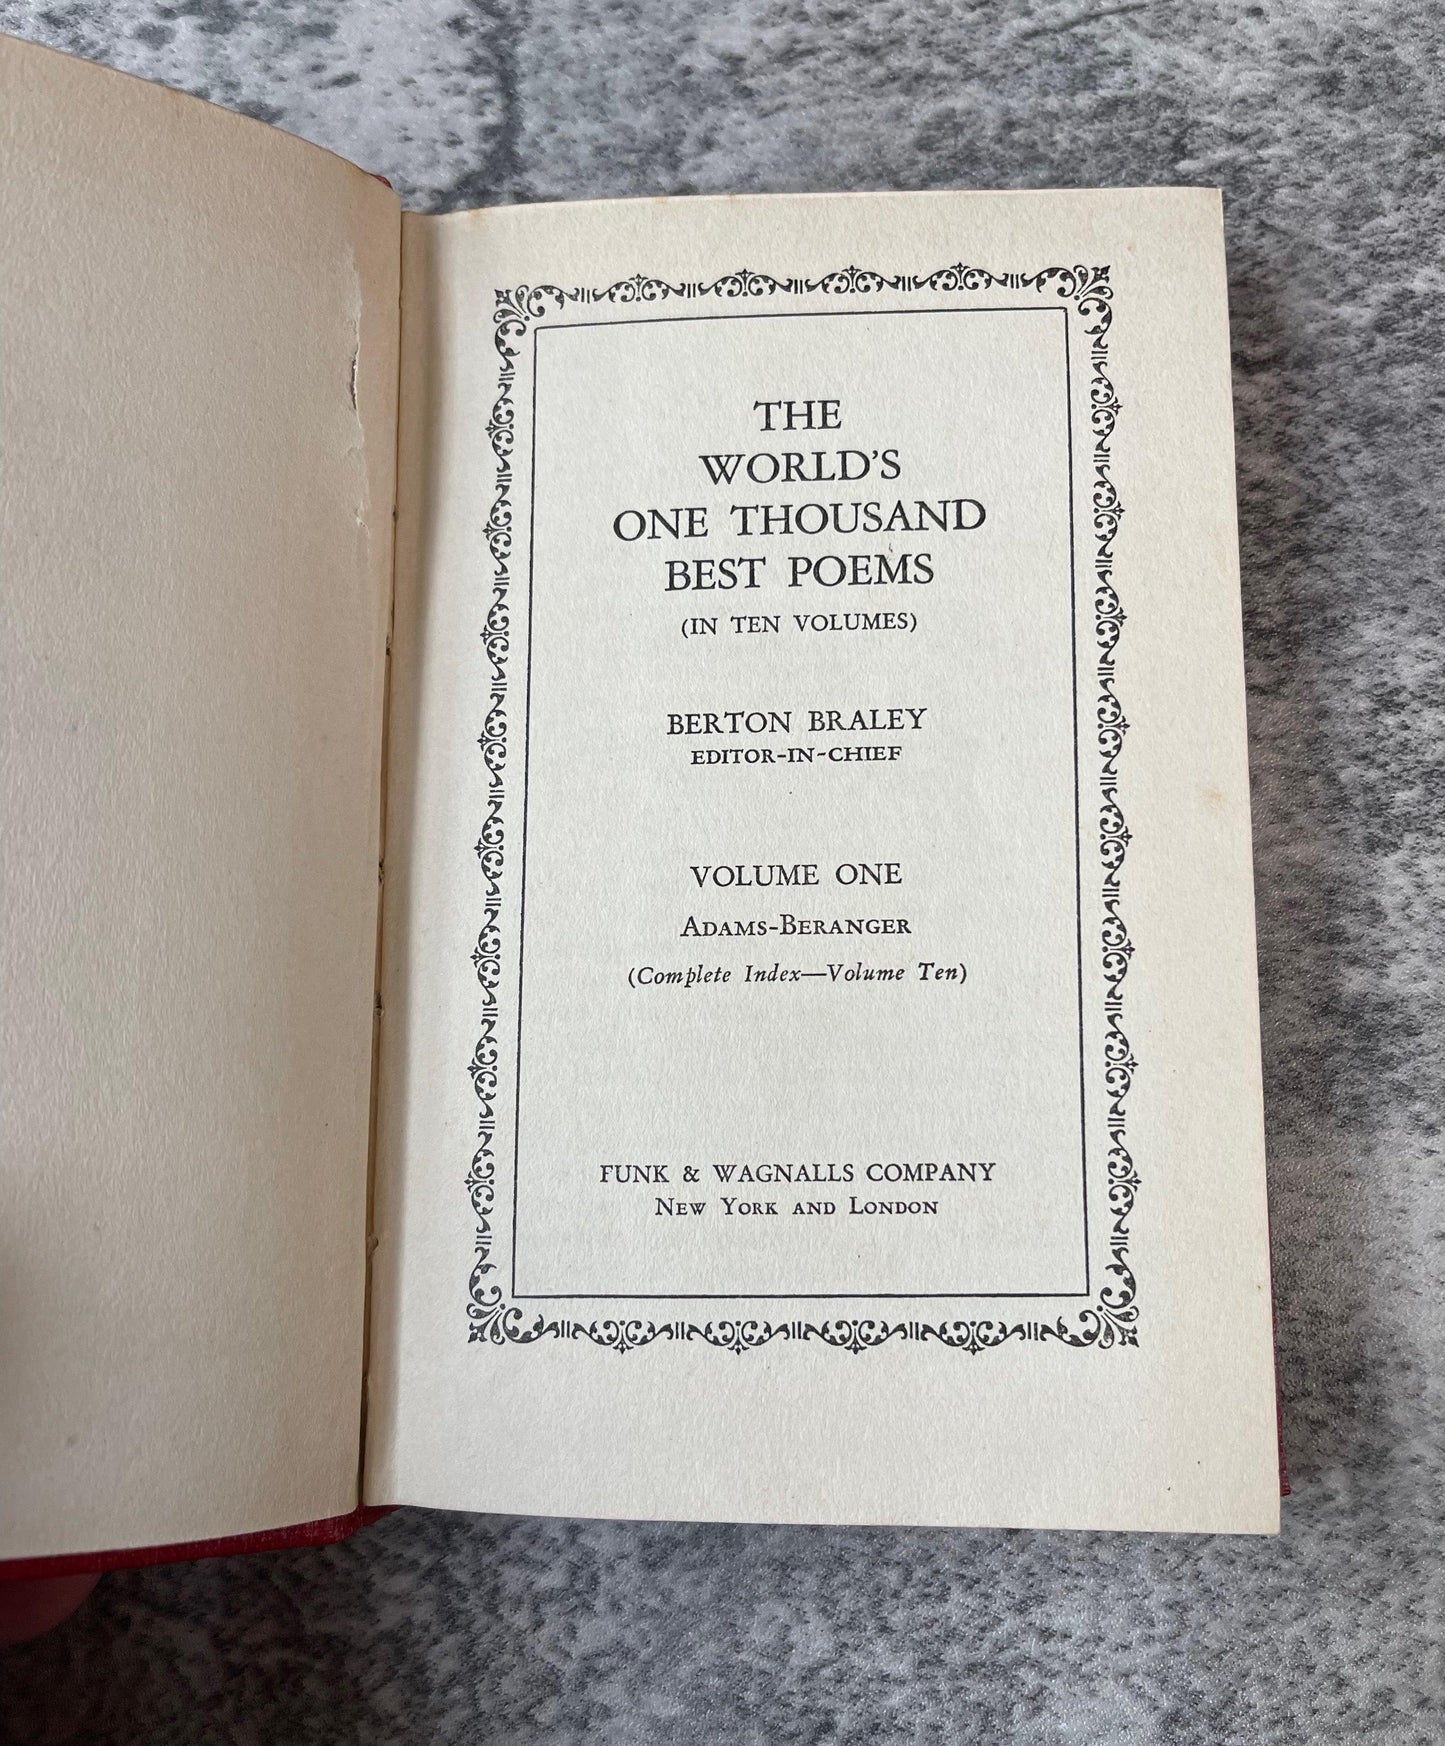 THE
WORLD'S
ONE THOUSAND
BEST POEMS
(IN TEN VOLUMES)
BERTON BRALEY
EDITOR-IN-CHIEF
VOLUME ONE
ADAMS-BERANGER
(Complete Index—Volume Ten)
FUNK & WAGNALLS COMPANY
NEW YORK AND LONDON